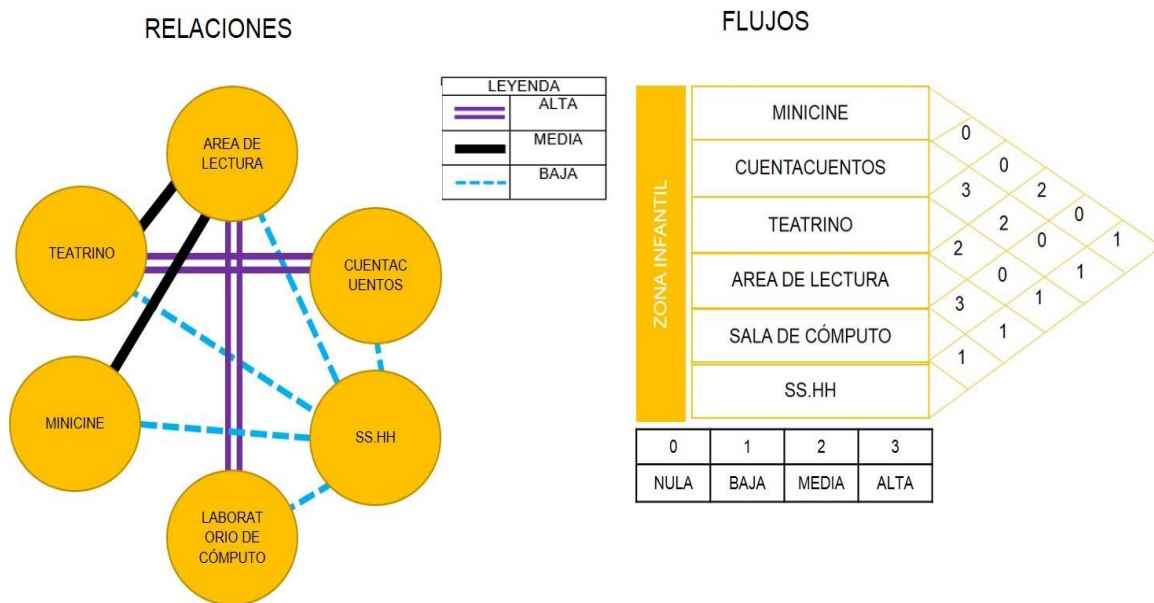 RELACIONES
FLUJOS
LEYENDA
ALTA
MEDIA
BAJA
AREA DE
LECTURA
TEATRINO
CUENTAC
UENTOS
MINICINE
SS.HH
LABORAT
ORIO DE
CÓMPUTO
ZONA INFANTIL
MINICINE
CUENTACUENTOS
TEATRINO
AREA DE LECTURA
SALA DE CÓMPUTO
SS.HH
0
0
3 2
2 0
2 0 1
0 1
3 1
1
1
0 1 2 3
NULA BAJA MEDIA ALTA